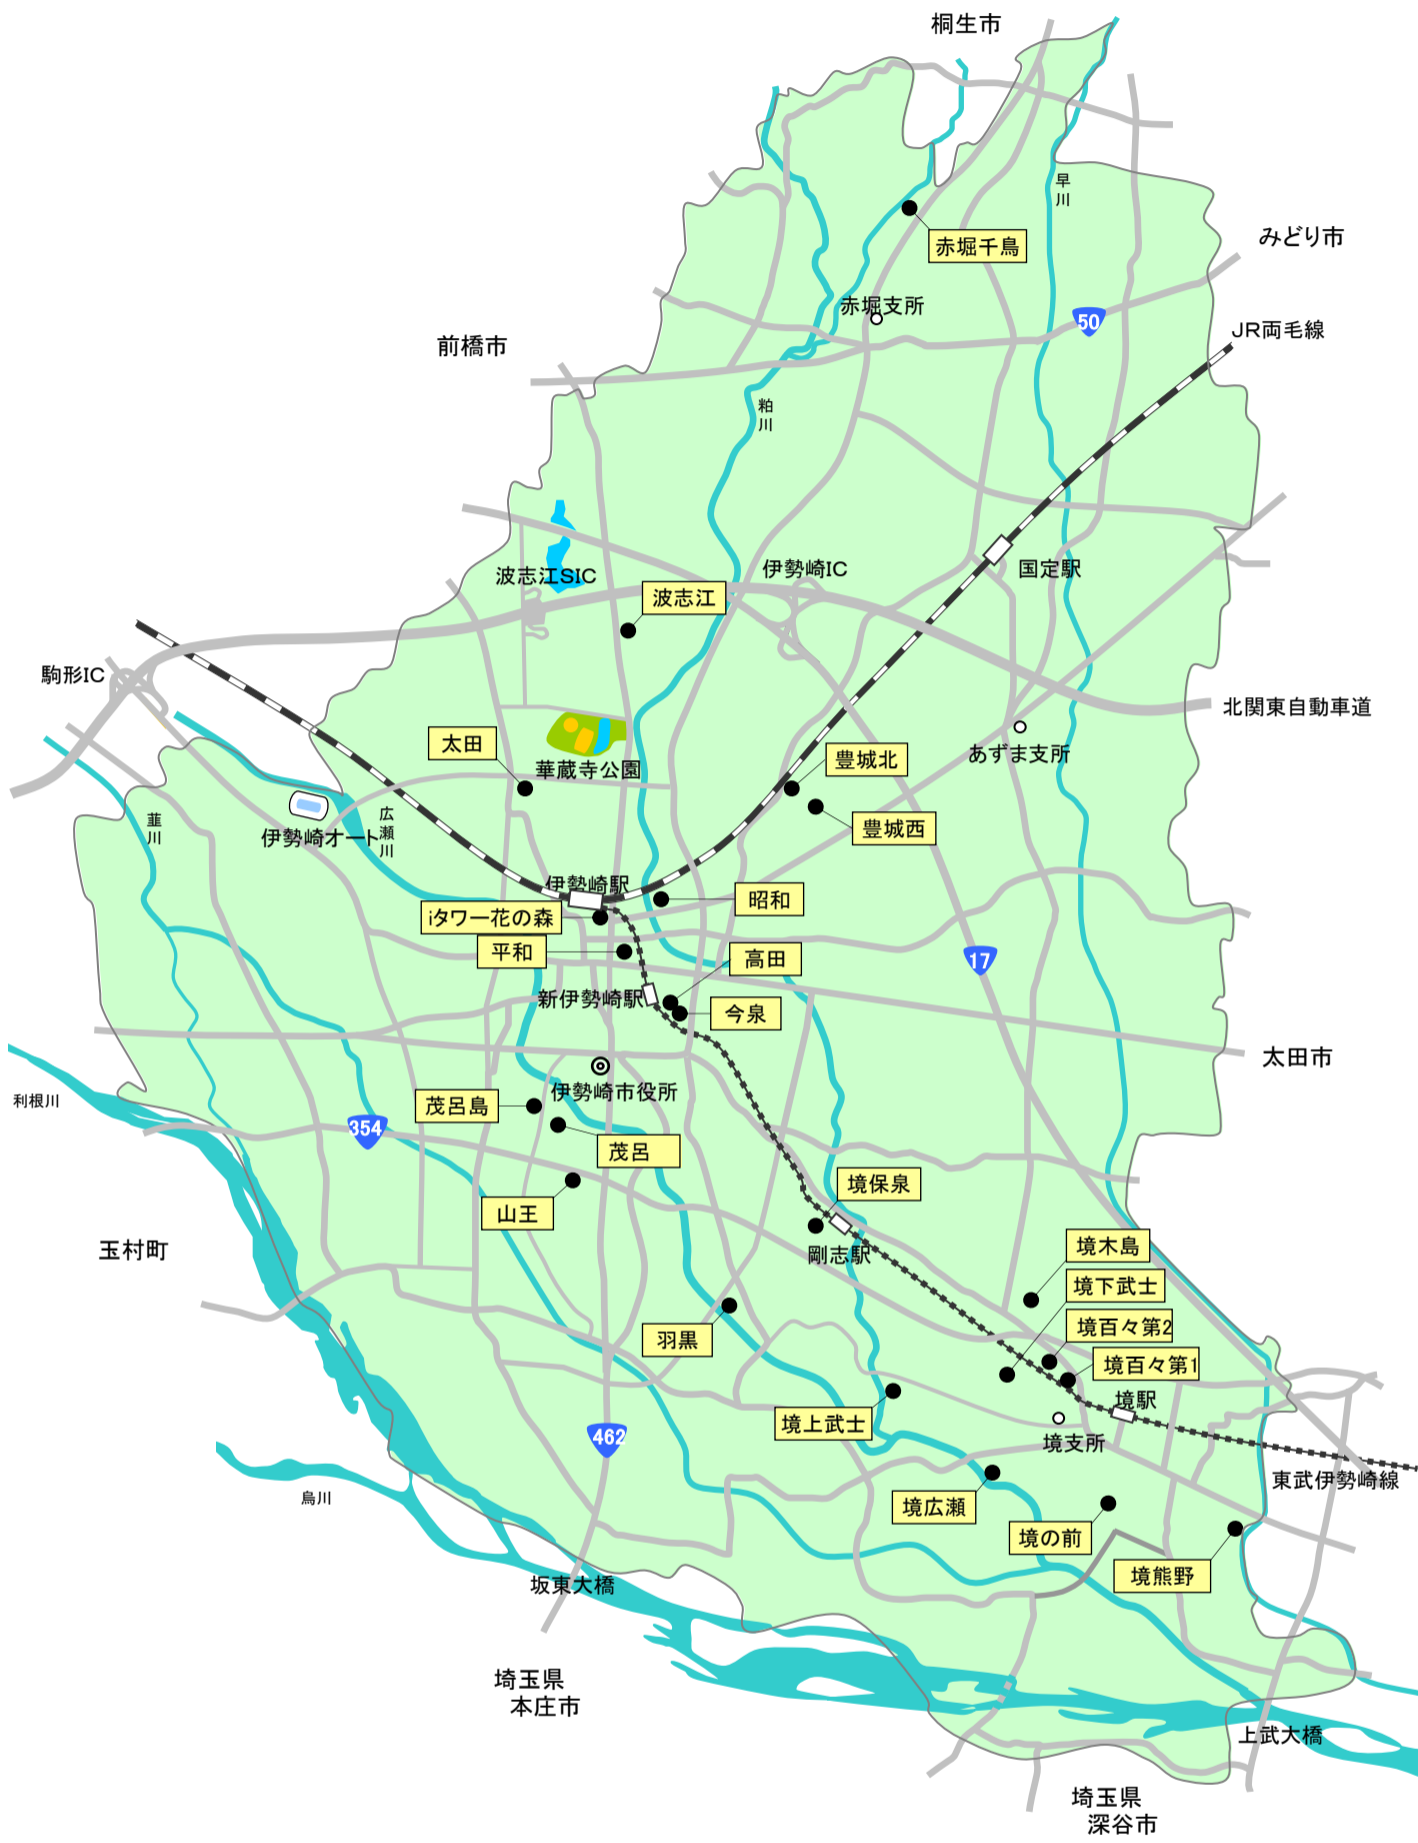 桐生市
早
川
赤堀千鳥
みどり市
赤堀支所
50
JR両毛線
前橋市
粕
川
波志江SIC
伊勢崎IC
国定駅
波志江
駒形IC
北関東自動車道
太田
華蔵寺公園
あずま支所
豊城北
豊城西
韮
川
伊勢崎オート
広
瀬
川
伊勢崎駅
昭和
iタワー花の森
平和
高田
17
新伊勢崎駅
今泉
太田市
伊勢崎市役所
利根川
茂呂島
354
茂呂
境保泉
山王
玉村町
剛志駅
境木島
境下武士
境百々第2
境百々第1
羽黒
境駅
境上武士
462
境支所
東武伊勢崎線
烏川
境広瀬
境の前
境熊野
坂東大橋
埼玉県
本庄市
上武大橋
埼玉県
深谷市